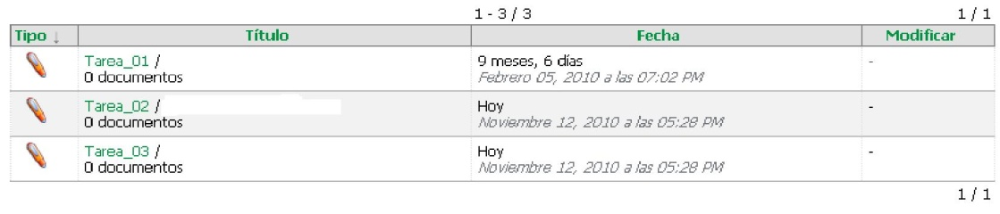 1 - 3 / 3 1 / 1
Tipo ↓ Título Fecha Modificar
Tarea_01 / 9 meses, 6 días -
0 documentos Febrero 05, 2010 a las 07:02 PM
Tarea_02 / Hoy -
0 documentos Noviembre 12, 2010 a las 05:28 PM
Tarea_03 / Hoy -
0 documentos Noviembre 12, 2010 a las 05:28 PM
1 / 1